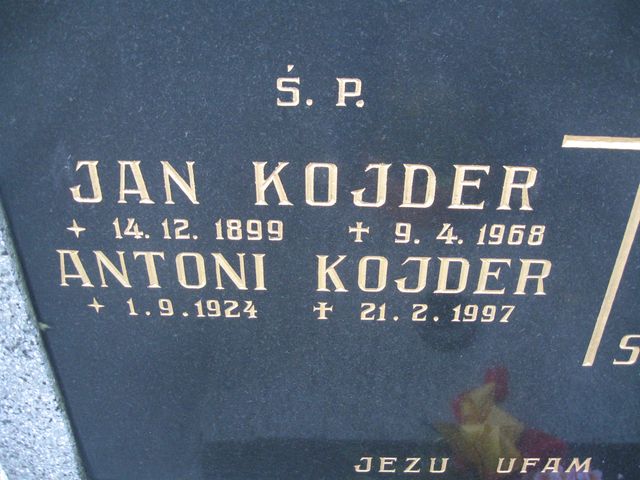 Ś. P.
JAN KOJDER
+ 14. 12. 1899 ✝ 9. 4. 1968
ANTONI KOJDER
+ 1. 9. 1924 ✝ 21. 2. 1997
JEZU UFAM